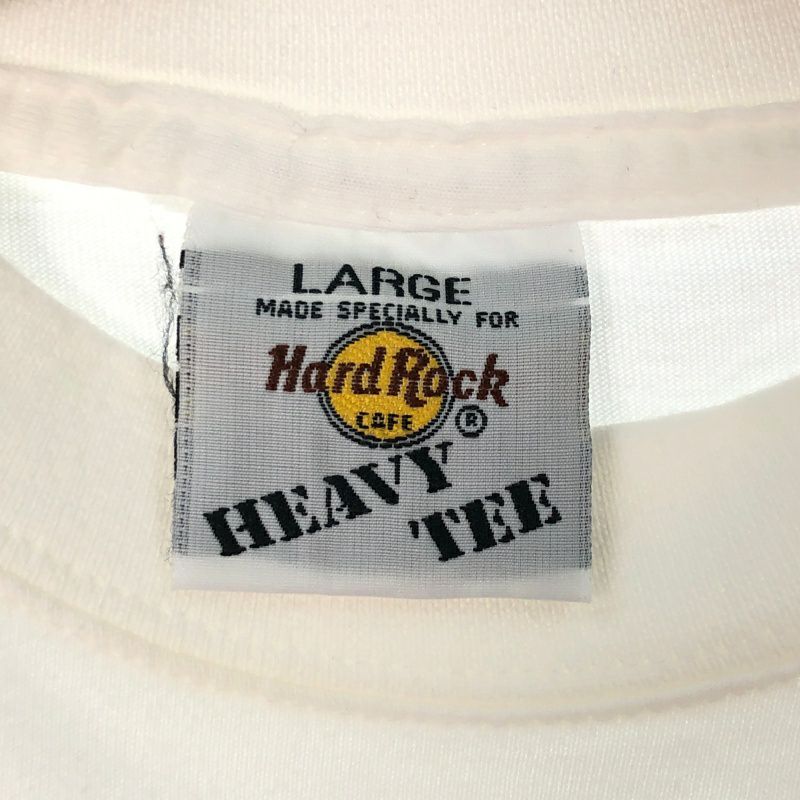 LARGE
MADE SPECIALLY FOR
Hard Rock
CAFE ®
HEAVY
TEE